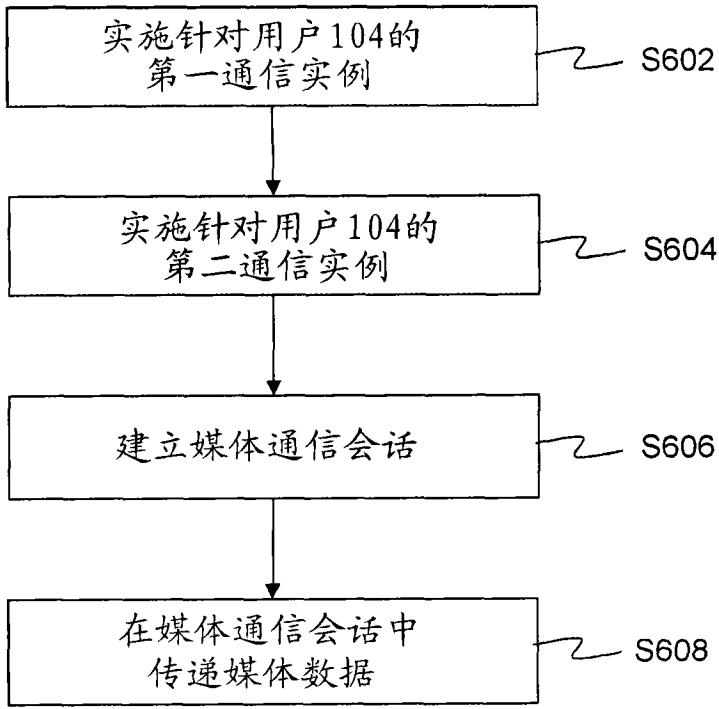 实施针对用户104的
第一通信实例
S602
实施针对用户104的
第二通信实例
S604
建立媒体通信会话
S606
在媒体通信会话中
传递媒体数据
S608